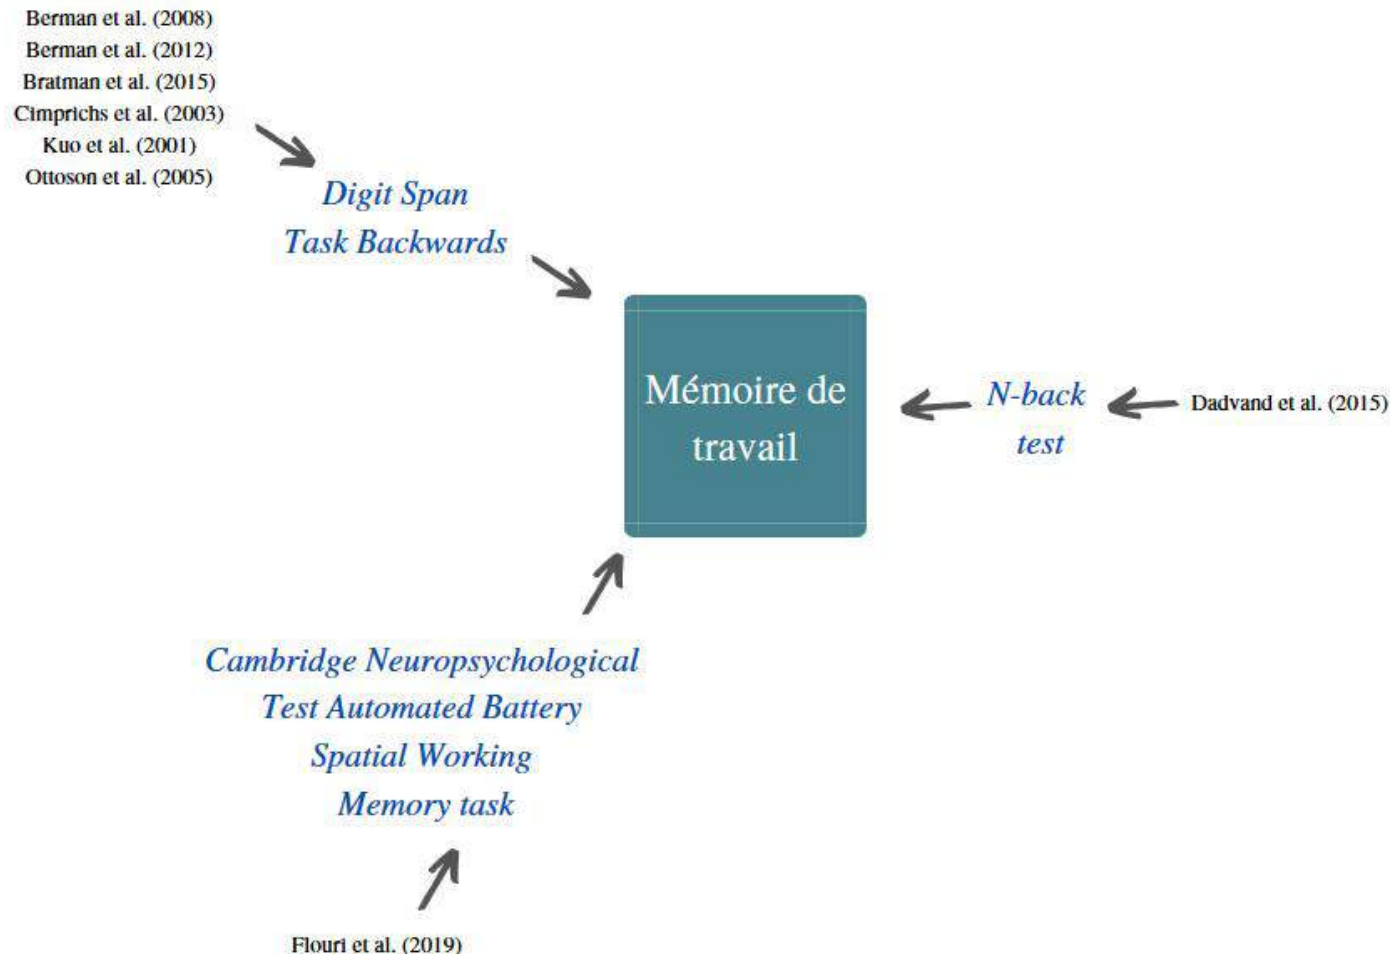 Berman et al. (2008)
Berman et al. (2012)
Bratman et al. (2015)
Cimprichs et al. (2003)
Kuo et al. (2001)
Ottoson et al. (2005)
Digit Span
Task Backwards
Mémoire de
travail
N-back
test
Dadvand et al. (2015)
Cambridge Neuropsychological
Test Automated Battery
Spatial Working
Memory task
Flouri et al. (2019)